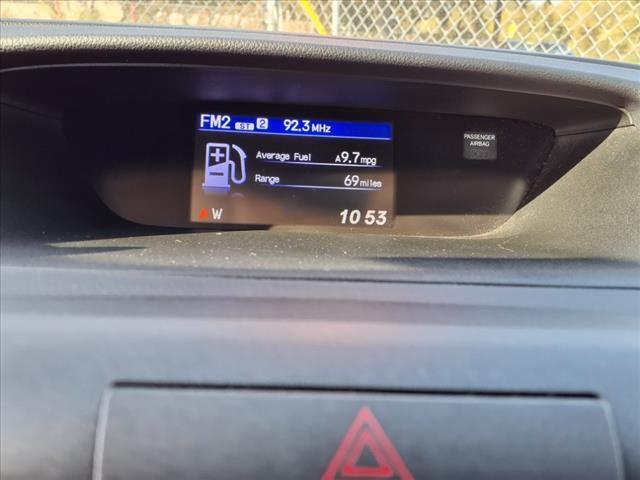 FM2 ST 2 92.3 MHz
Average Fuel A9.7 mpg
Range 69 miles
W 10 53
PASSENGER
AIRBAG